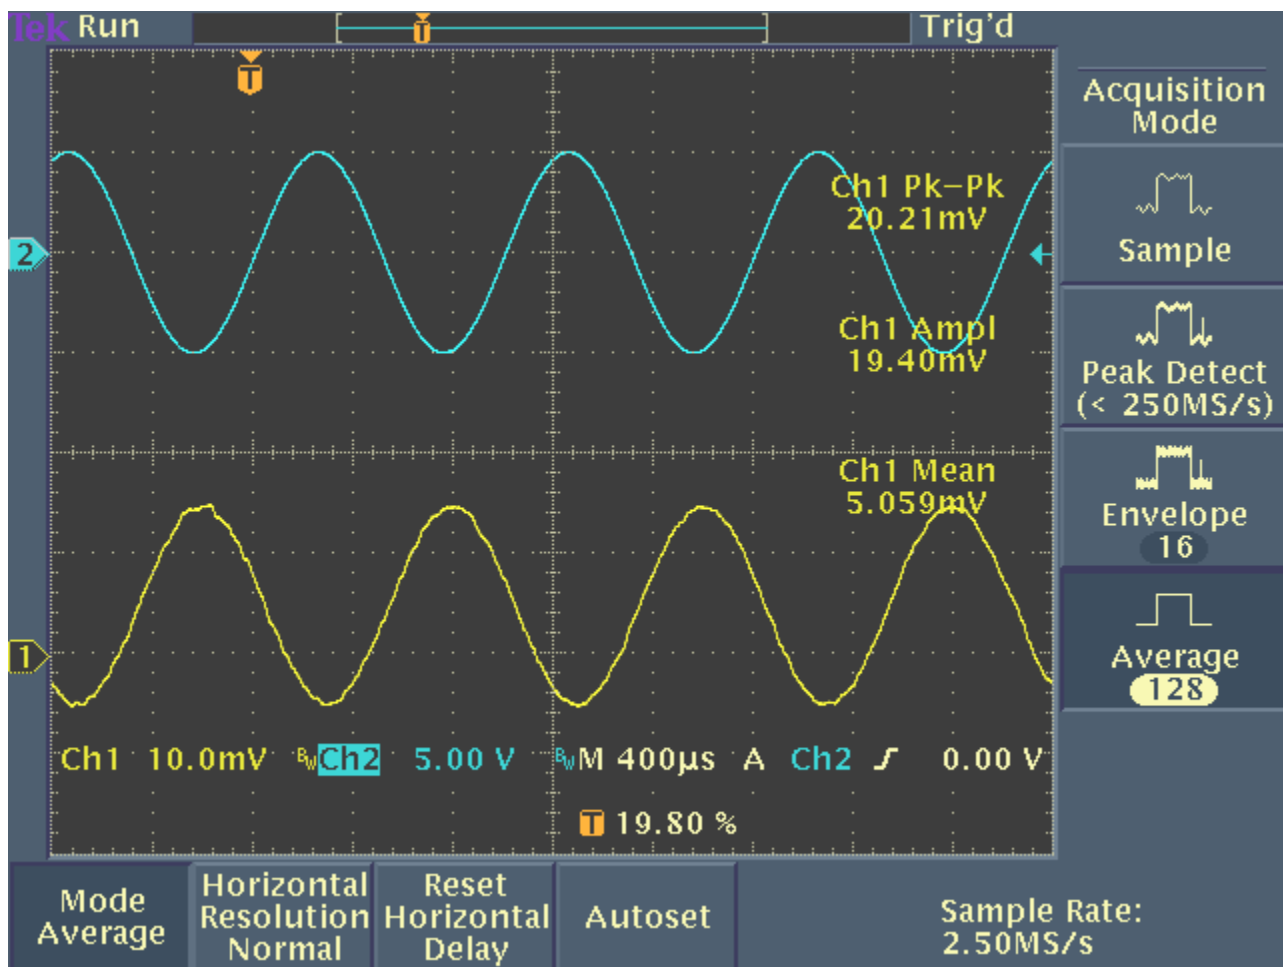 Tek Run
Trig'd
T
T
Acquisition
Mode
Sample
Peak Detect
(< 250MS/s)
Envelope
16
Average
128
2
Ch1 Pk–Pk
20.21mV
Ch1 Ampl
19.40mV
Ch1 Mean
5.059mV
1
Ch1 10.0mV BW Ch2 5.00 V BW M 400µs A Ch2 0.00 V
T 19.80 %
Mode
Average
Horizontal
Resolution
Normal
Reset
Horizontal
Delay
Autoset
Sample Rate:
2.50MS/s